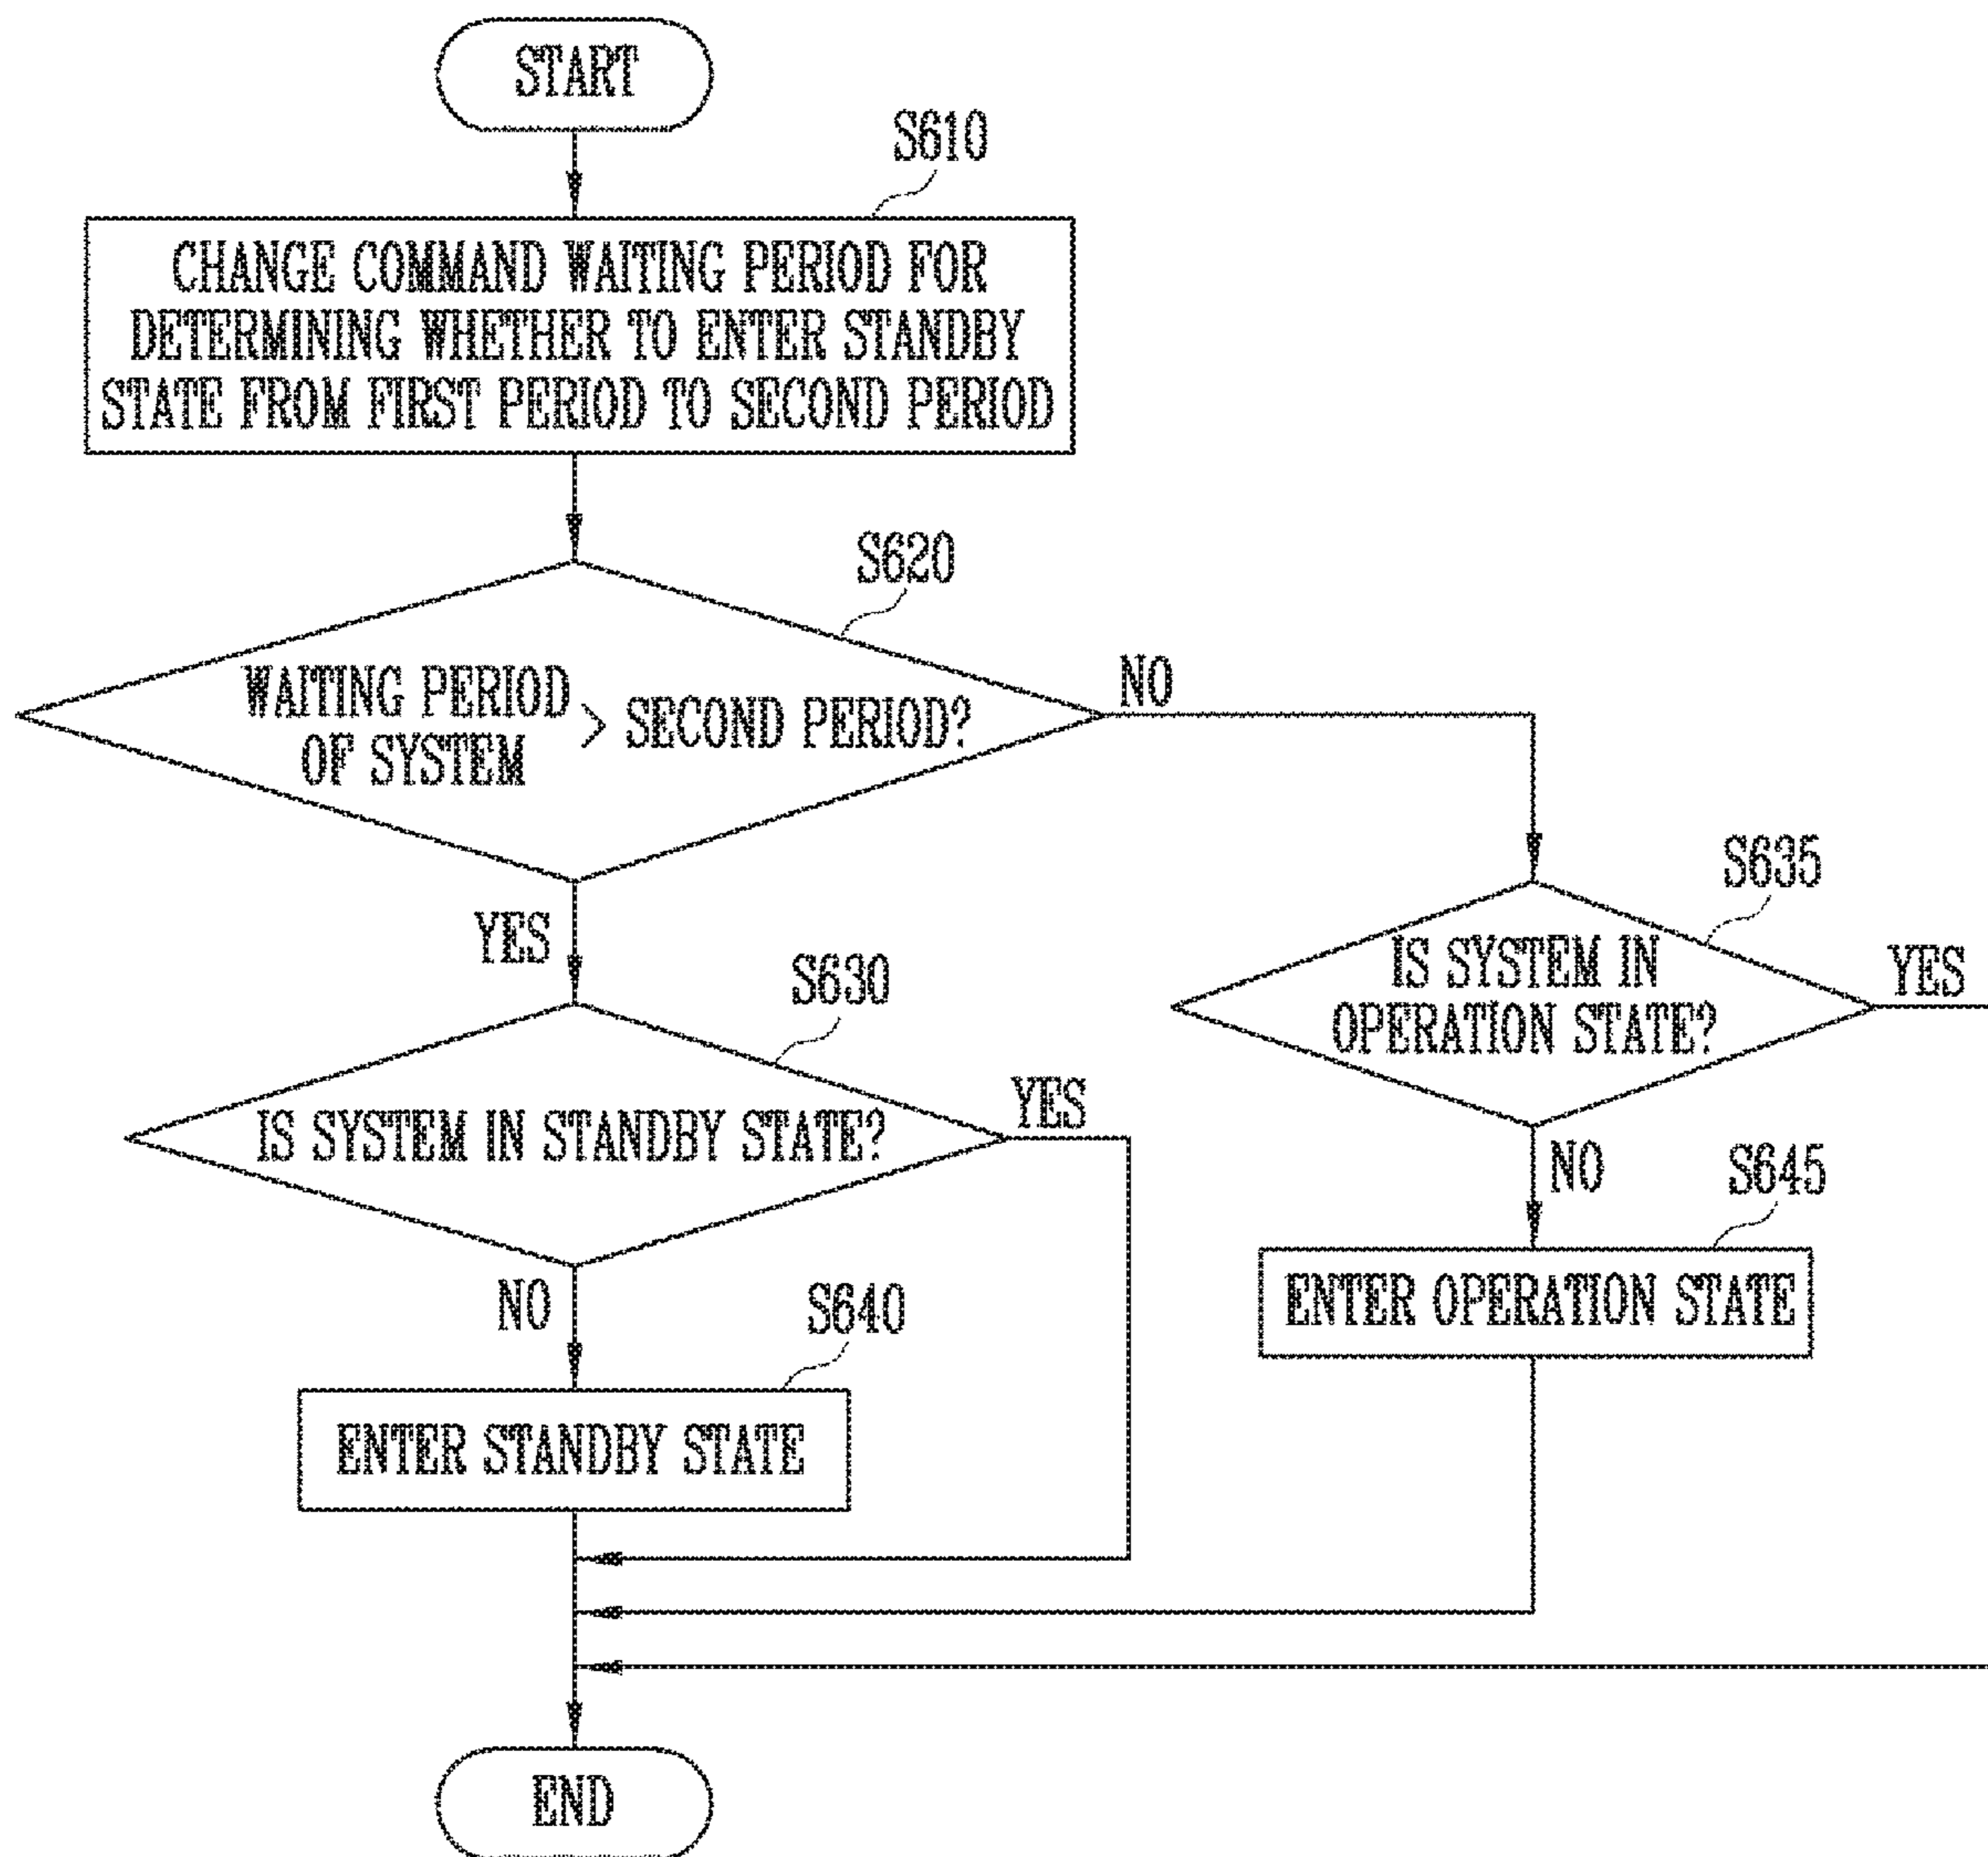 START
S610
CHANGE COMMAND WAITING PERIOD FOR
DETERMINING WHETHER TO ENTER STANDBY
STATE FROM FIRST PERIOD TO SECOND PERIOD
S620
WAITING PERIOD
OF SYSTEM
> SECOND PERIOD?
NO
YES
S635
IS SYSTEM IN
OPERATION STATE?
YES
S630
IS SYSTEM IN STANDBY STATE?
YES
NO
S645
ENTER OPERATION STATE
NO
S640
ENTER STANDBY STATE
END